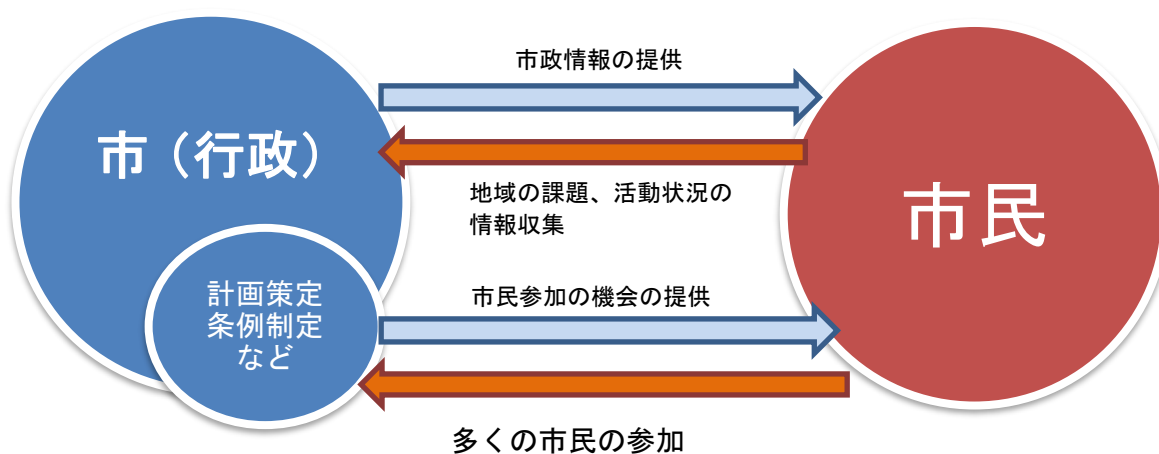 市政情報の提供
市（行政）
地域の課題、活動状況の
情報収集
市民
計画策定
条例制定
など
市民参加の機会の提供
多くの市民の参加